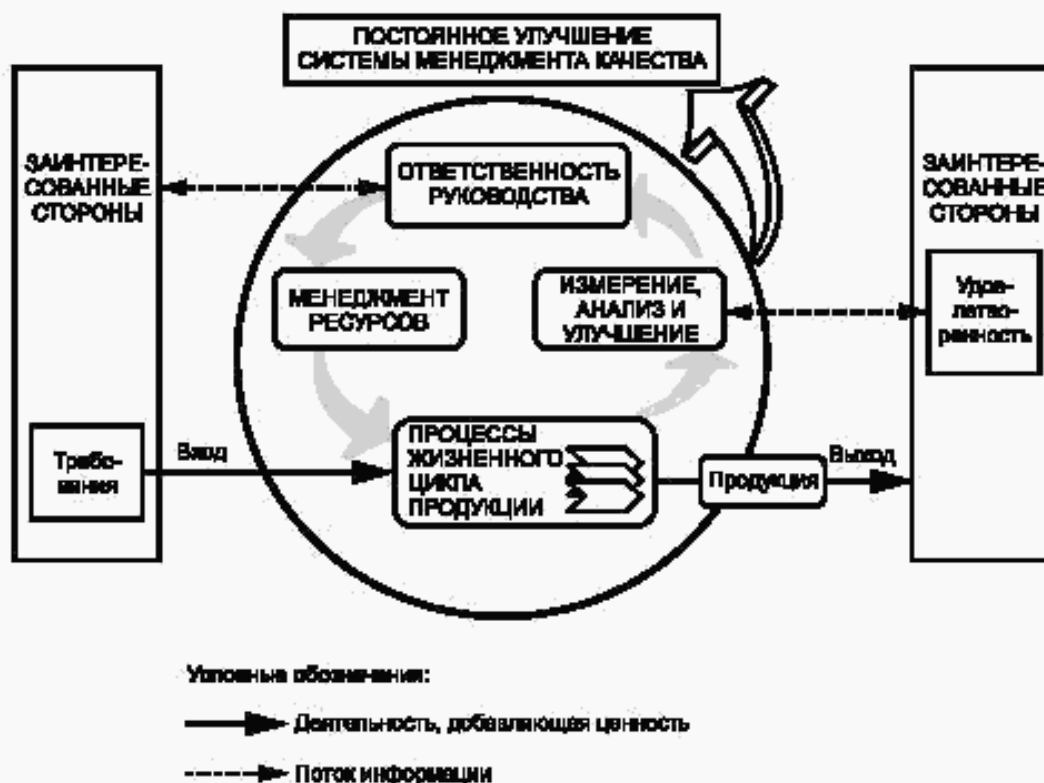 ПОСТОЯННОЕ УЛУЧШЕНИЕ
СИСТЕМЫ МЕНЕДЖМЕНТА КАЧЕСТВА
ЗАИНТЕРЕ-
СОВАННЫЕ
СТОРОНЫ
ОТВЕТСТВЕННОСТЬ
РУКОВОДСТВА
ЗАИНТЕРЕ-
СОВАННЫЕ
СТОРОНЫ
МЕНЕДЖМЕНТ
РЕСУРСОВ
ИЗМЕРЕНИЕ,
АНАЛИЗ И
УЛУЧШЕНИЕ
Удов-
летво-
ренность
Требо-
вания
Вход
ПРОЦЕССЫ
ЖИЗНЕННОГО
ЦИКЛА
ПРОДУКЦИИ
Продукция
Выход
Условные обозначения:
Деятельность, добавляющая ценность
Поток информации